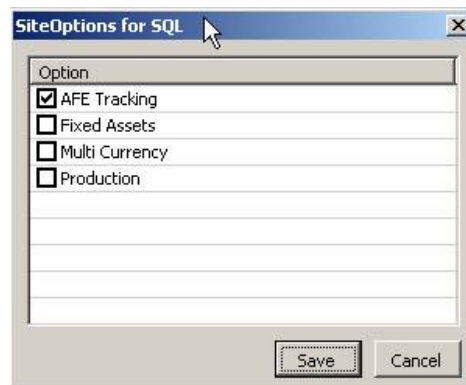 SiteOptions for SQL
Option
AFE Tracking
Fixed Assets
Multi Currency
Production
Save Cancel